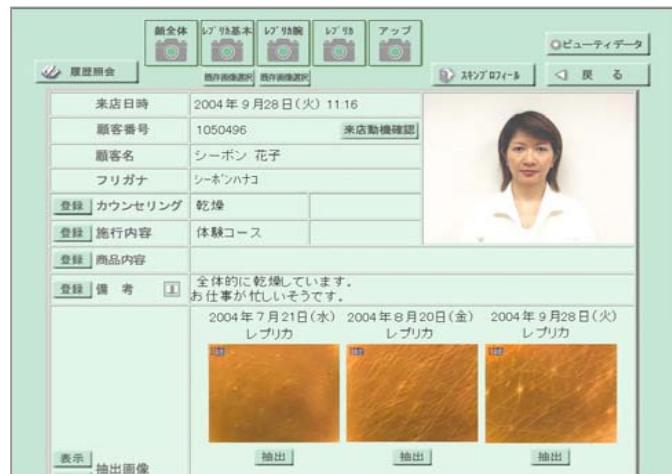 顔全体 レプリカ基本 レプリカ腕 レプリカ アップ
◎ビューティデータ
履歴照会 既存画像選択 既存画像選択 スキンプロフィール ◁ 戻 る
来店日時 2004年9月28日(火) 11:16
顧客番号 1050496 来店動機確認
顧客名 シーボン 花子
フリガナ シーボンハナコ
登録 カウンセリング 乾燥
登録 施行内容 体験コース
登録 商品内容
登録 備 考 全体的に乾燥しています。
お仕事が忙しいそうです。
2004年7月21日(水) 2004年8月20日(金) 2004年9月28日(火)
レプリカ レプリカ レプリカ
抽出 抽出 抽出
表示
抽出画像